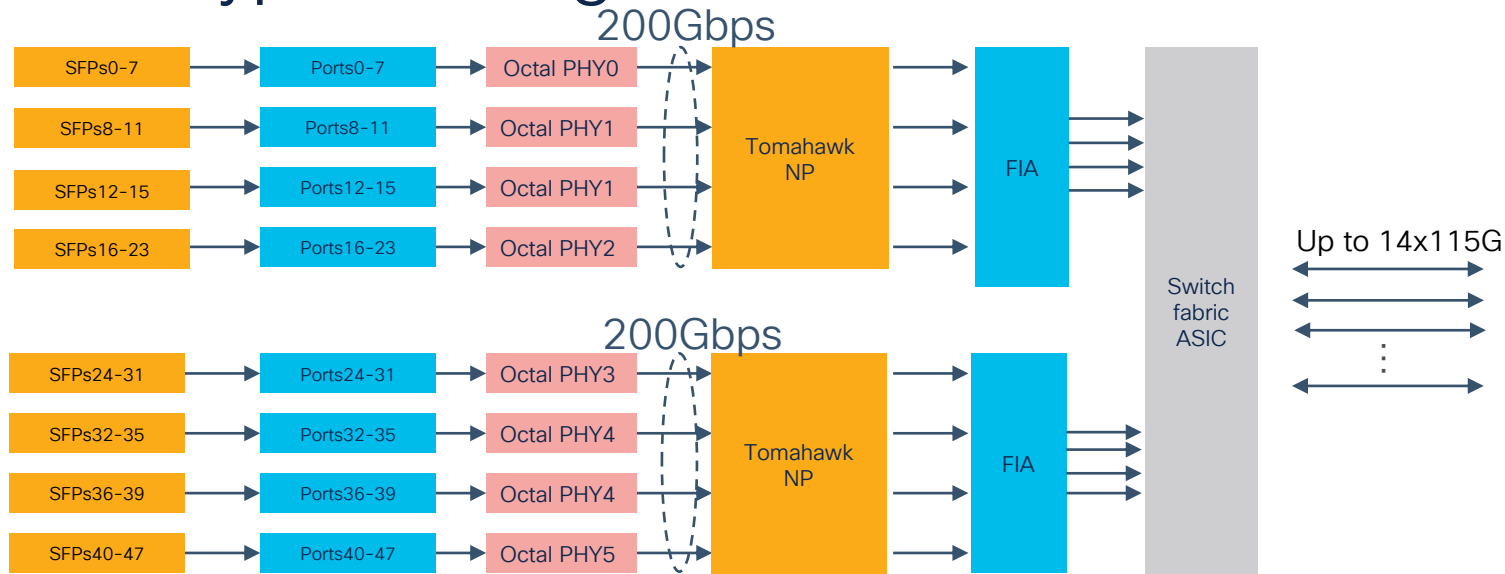 200Gbps
SFPs0-7
Ports0-7
Octal PHY0
SFPs8-11
Ports8-11
Octal PHY1
SFPs12-15
Ports12-15
Octal PHY1
SFPs16-23
Ports16-23
Octal PHY2
Tomahawk
NP
FIA
200Gbps
SFPs24-31
Ports24-31
Octal PHY3
SFPs32-35
Ports32-35
Octal PHY4
SFPs36-39
Ports36-39
Octal PHY4
SFPs40-47
Ports40-47
Octal PHY5
Tomahawk
NP
FIA
Switch
fabric
ASIC
Up to 14x115G
⋮